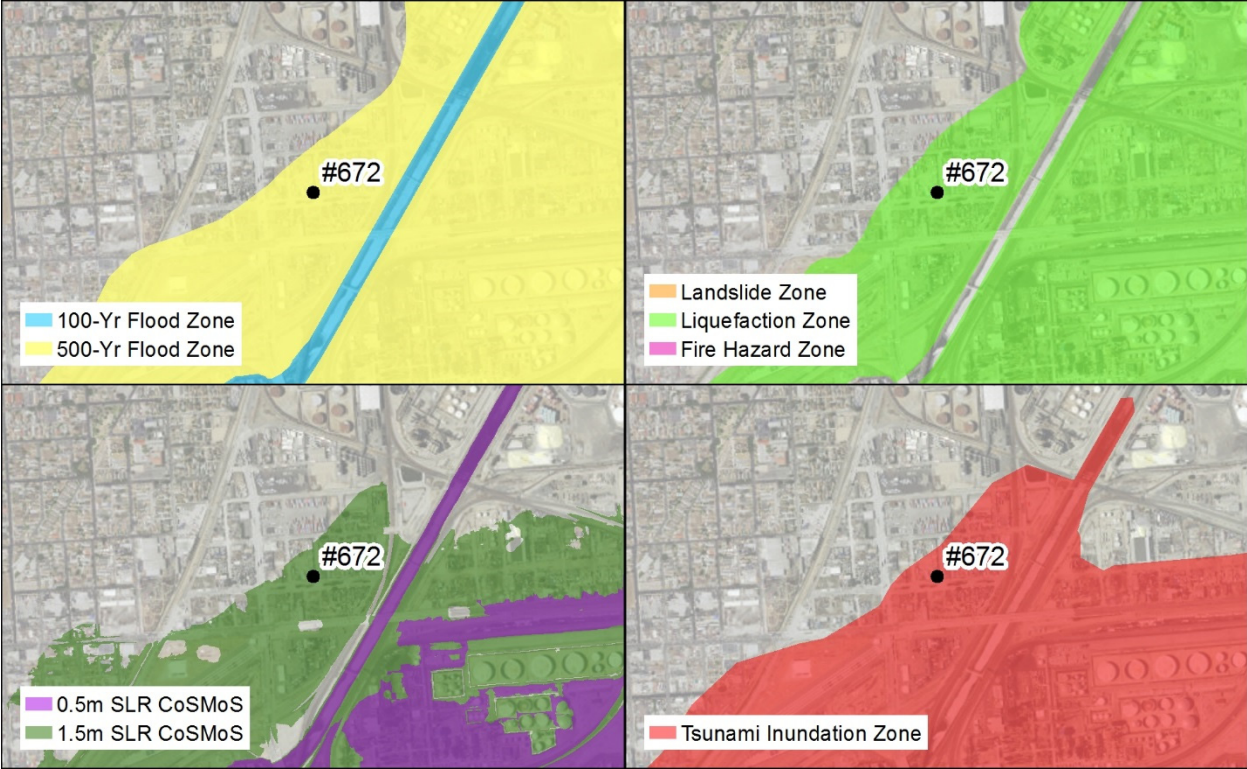 #672
100-Yr Flood Zone
500-Yr Flood Zone
#672
Landslide Zone
Liquefaction Zone
Fire Hazard Zone
#672
0.5m SLR CoSMoS
1.5m SLR CoSMoS
#672
Tsunami Inundation Zone